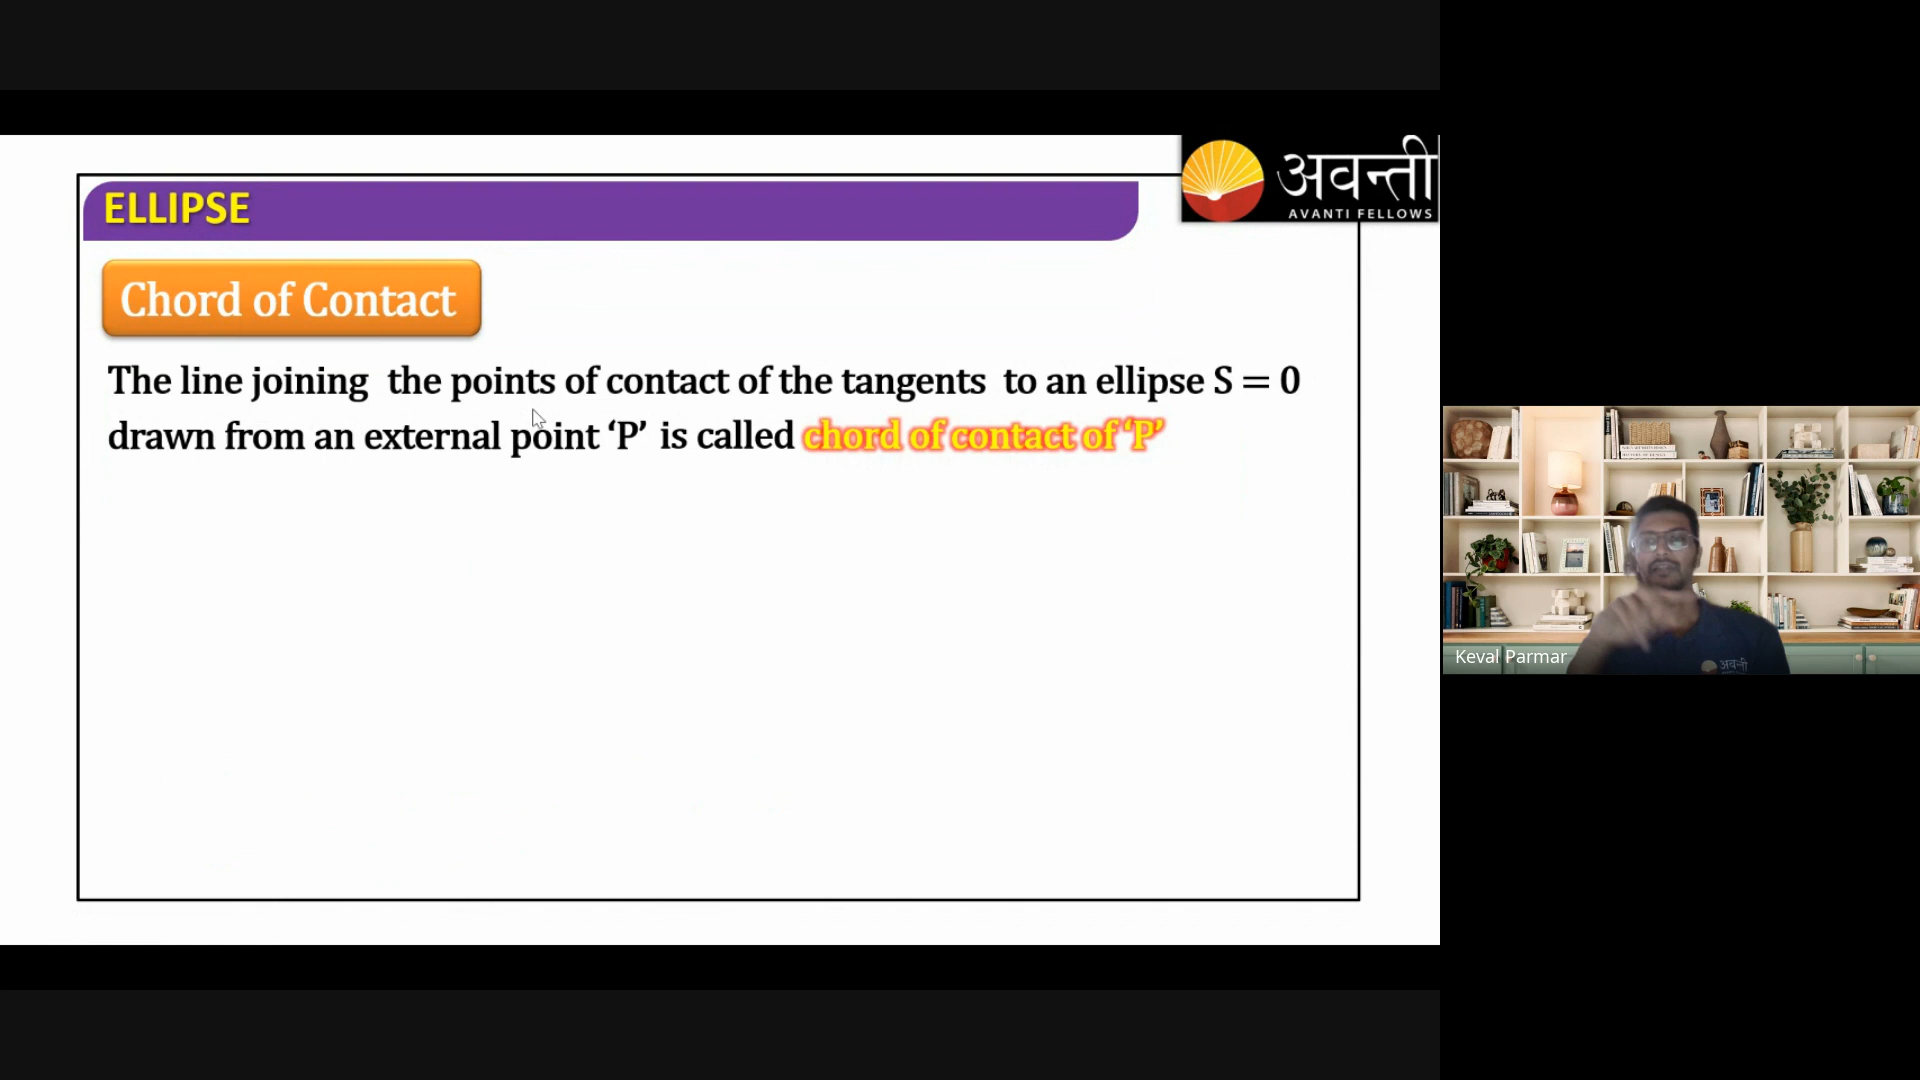 ELLIPSE
अवन्ती
AVANTI FELLOWS
Chord of Contact
The line joining the points of contact of the tangents to an ellipse S = 0
drawn from an external point ‘P’ is called chord of contact of ‘P’
Keval Parmar
अवन्ती